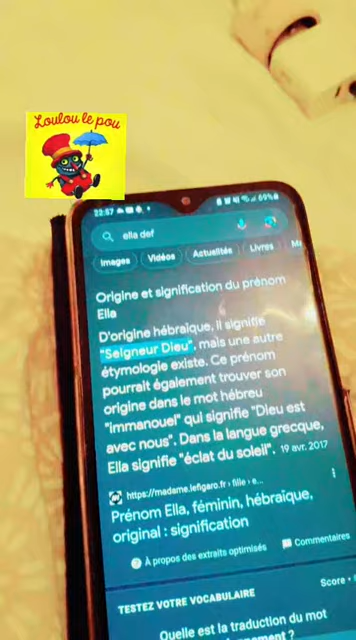 Loulou le pou
22:07
69%
ella def
Images Vidéos Actualités Livres
Origine et signification du prénom
Ella
D'origine hébraïque, il signifie
"Seigneur Dieu", mais une autre
étymologie existe. Ce prénom
pourrait également trouver son
origine dans le mot hébreu
"immanouel" qui signifie "Dieu est
avec nous". Dans la langue grecque,
Ella signifie "éclat du soleil". 19 avr. 2017
https://madame.lefigaro.fr › fille › e...
Prénom Ella, féminin, hébraïque,
original : signification
À propos des extraits optimisés
Commentaires
TESTEZ VOTRE VOCABULAIRE
Score •
Quelle est la traduction du mot